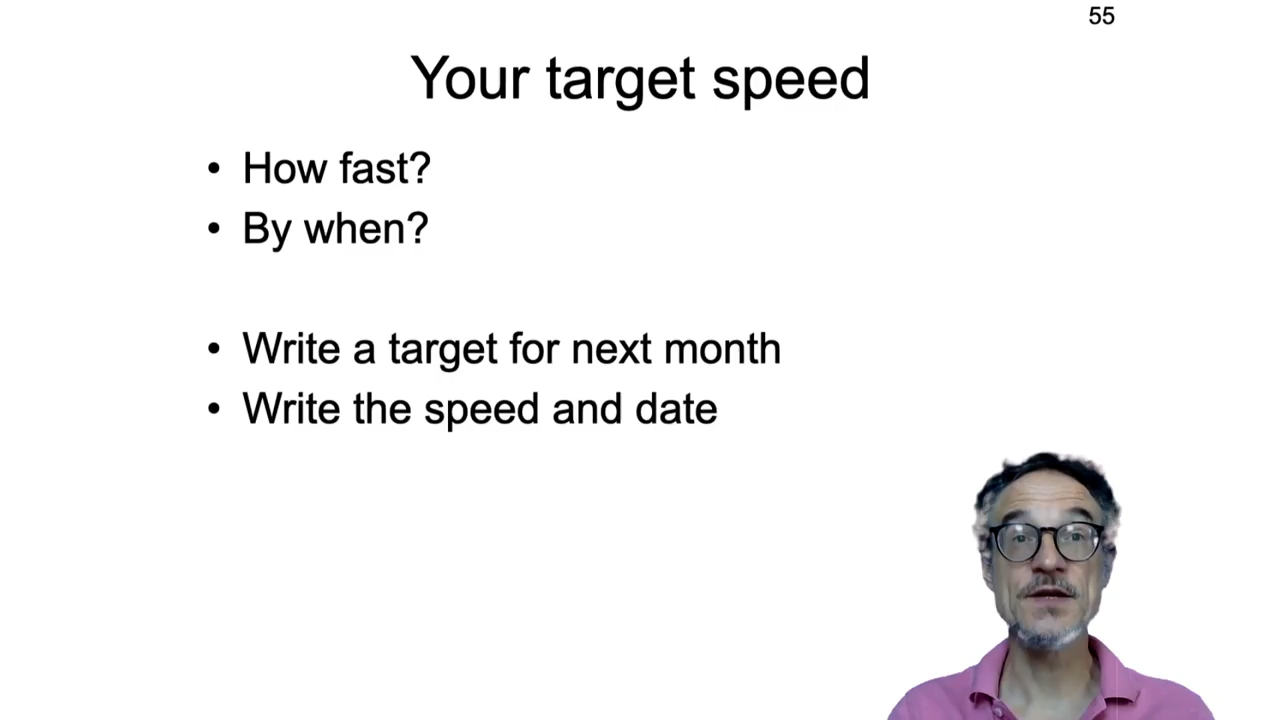 55
Your target speed
• How fast?
• By when?
• Write a target for next month
• Write the speed and date